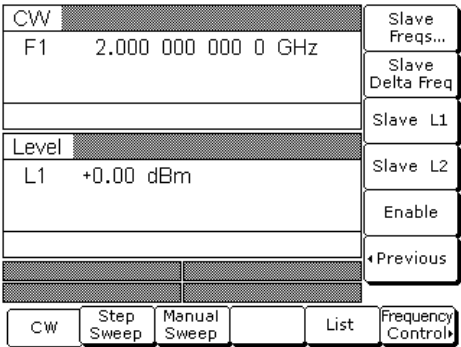 CW
F1 2.000 000 000 0 GHz
Level
L1 +0.00 dBm
Slave
Freqs...
Slave
Delta Freq
Slave L1
Slave L2
Enable
◂Previous
CW
Step
Sweep
Manual
Sweep
List
Frequency
Control▸